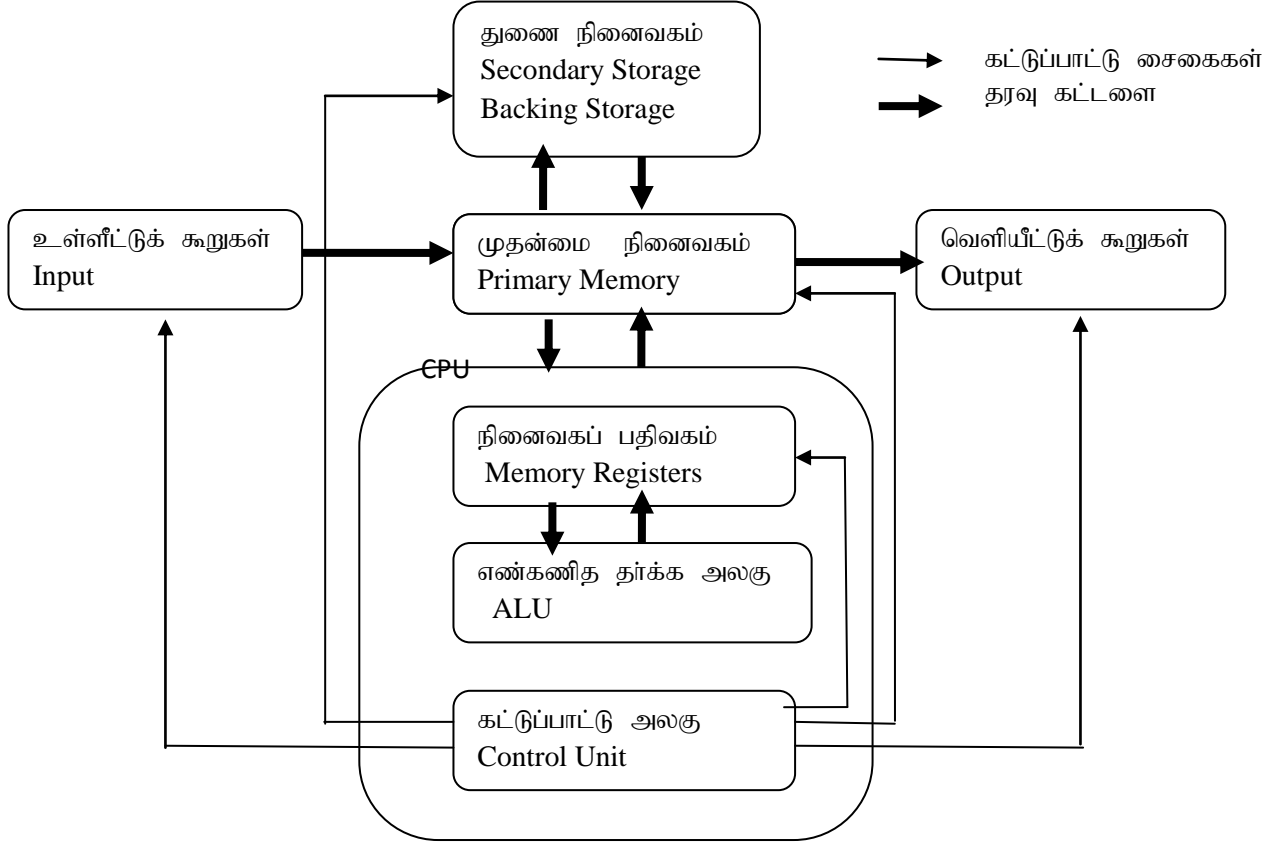 துணை நினைவகம்
Secondary Storage
Backing Storage
கட்டுப்பாட்டு சைகைகள்
தரவு கட்டளை
உள்ளீட்டுக் கூறுகள்
Input
முதன்மை நினைவகம்
Primary Memory
வெளியீட்டுக் கூறுகள்
Output
CPU
நினைவகப் பதிவகம்
Memory Registers
எண்கணித தர்க்க அலகு
ALU
கட்டுப்பாட்டு அலகு
Control Unit